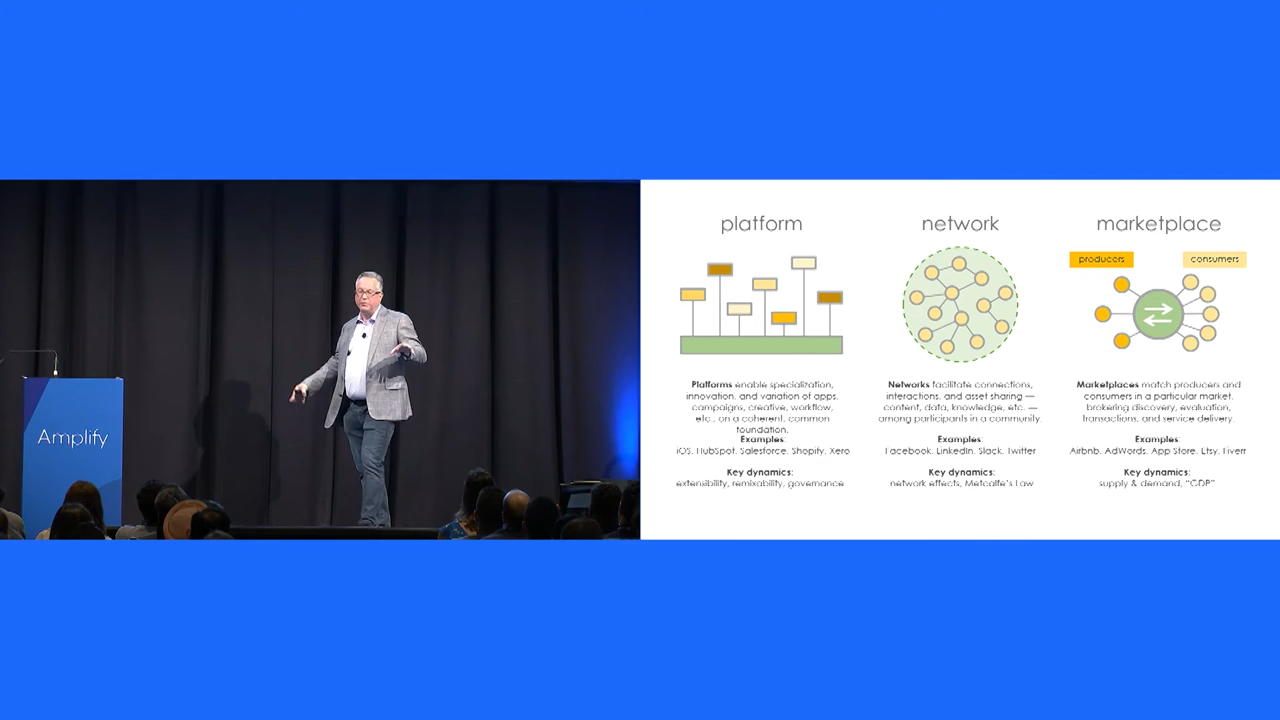 Amplify
platform
network
marketplace
producers
consumers
Platforms enable specialization,
innovation, and variation of apps,
campaigns, creative, workflow,
etc., on a coherent, common
foundation.
Examples:
iOS, HubSpot, Salesforce, Shopify, Xero
Key dynamics:
extensibility, remixability, governance
Networks facilitate connections,
interactions, and asset sharing —
content, data, knowledge, etc. —
among participants in a community.
Examples:
Facebook, LinkedIn, Slack, Twitter
Key dynamics:
network effects, Metcalfe's Law
Marketplaces match producers and
consumers in a particular market,
brokering discovery, evaluation,
transactions, and service delivery.
Examples:
Airbnb, AdWords, App Store, Etsy, Fiverr
Key dynamics:
supply & demand, “GDP”